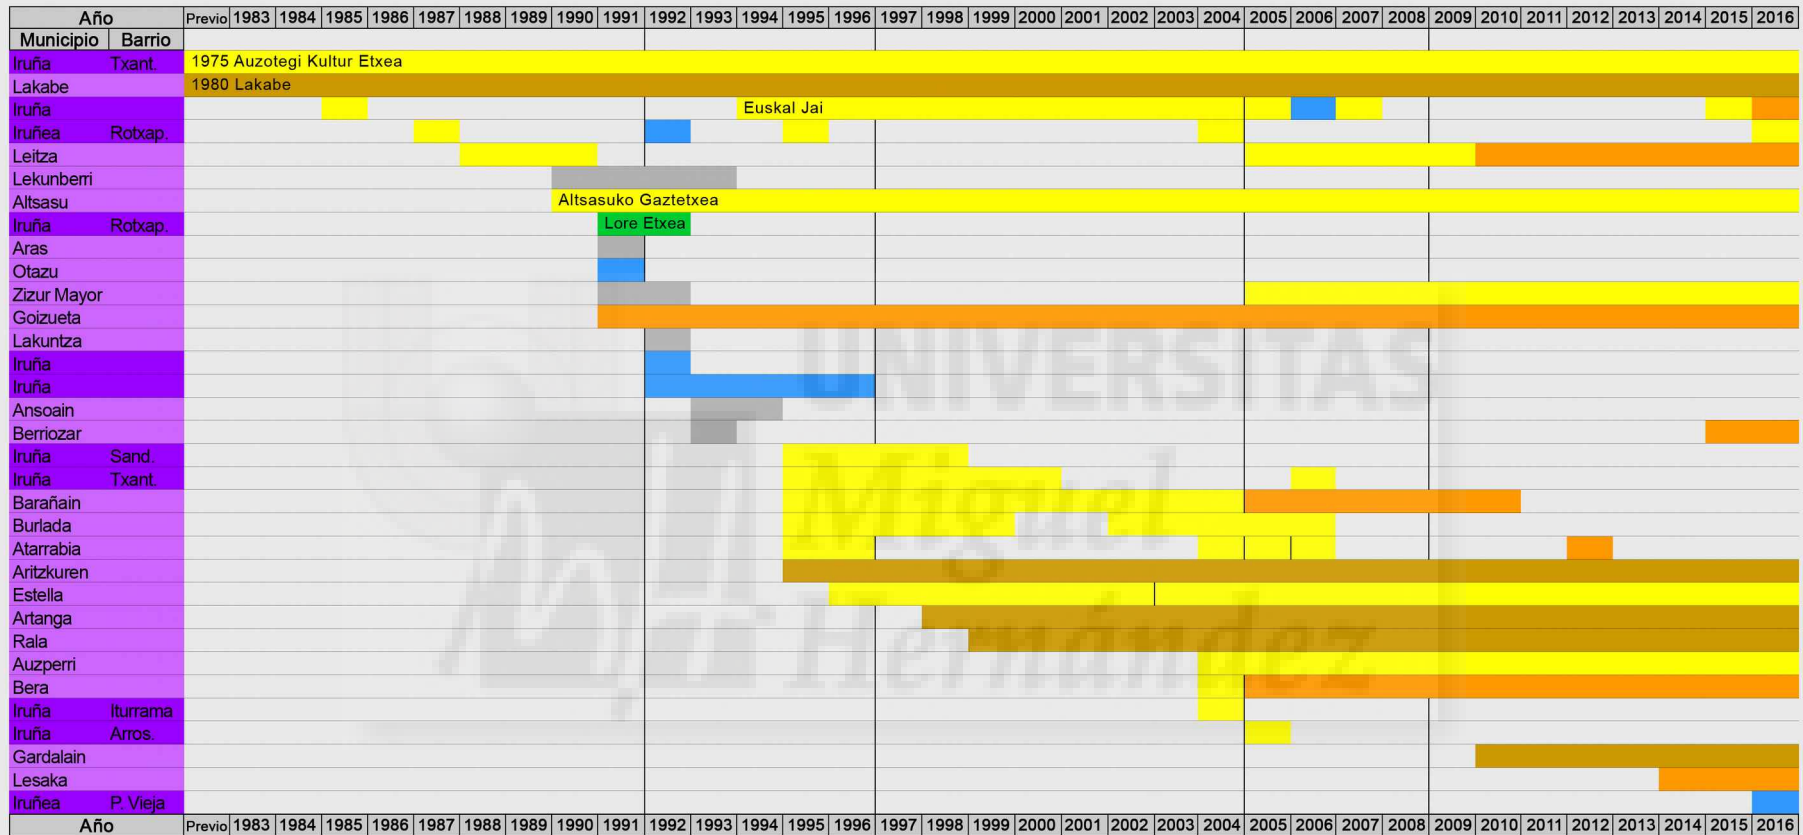 Año Previo 1983 1984 1985 1986 1987 1988 1989 1990 1991 1992 1993 1994 1995 1996 1997 1998 1999 2000 2001 2002 2003 2004 2005 2006 2007 2008 2009 2010 2011 2012 2013 2014 2015 2016
Municipio Barrio
Iruña Txant. 1975 Auzotegi Kultur Etxea
Lakabe 1980 Lakabe
Iruña Euskal Jai
Iruñea Rotxap.
Leitza
Lekunberri
Altsasu Altsasuko Gaztetxea
Iruña Rotxap. Lore Etxea
Aras
Otazu
Zizur Mayor
Goizueta
Lakuntza
Iruña
Iruña
Ansoain
Berriozar
Iruña Sand.
Iruña Txant.
Barañain
Burlada
Atarrabia
Aritzkuren
Estella
Artanga
Rala
Auzperri
Bera
Iruña Iturrama
Iruña Arros.
Gardalain
Lesaka
Iruñea P. Vieja
Año Previo 1983 1984 1985 1986 1987 1988 1989 1990 1991 1992 1993 1994 1995 1996 1997 1998 1999 2000 2001 2002 2003 2004 2005 2006 2007 2008 2009 2010 2011 2012 2013 2014 2015 2016
UNIVERSITAS
Miguel
Hernández